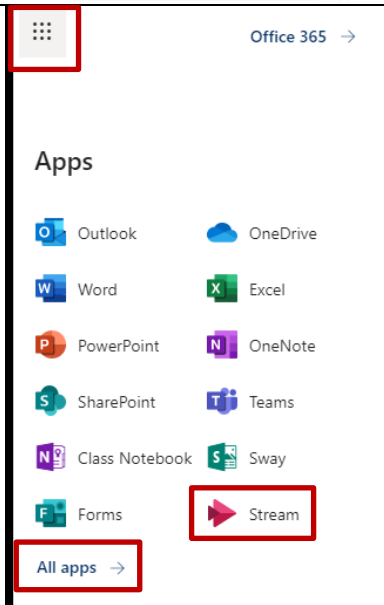 Office 365 →
Apps
Outlook OneDrive
Word Excel
PowerPoint OneNote
SharePoint Teams
Class Notebook Sway
Forms Stream
All apps →